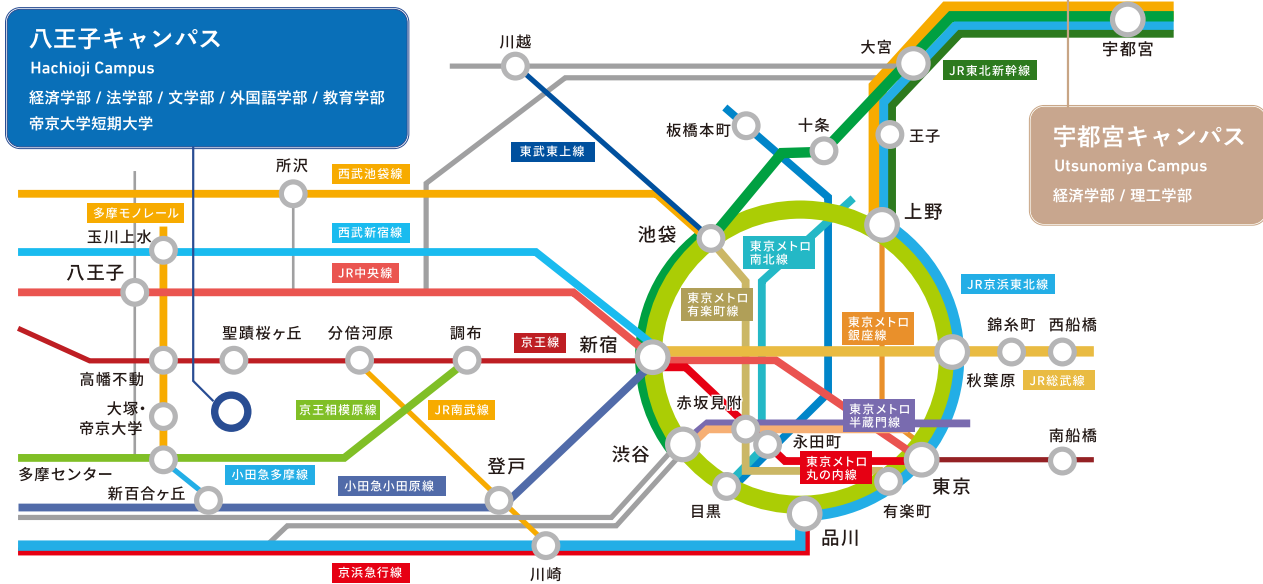 八王子キャンパス
Hachioji Campus
経済学部 / 法学部 / 文学部 / 外国語学部 / 教育学部
帝京大学短期大学
川越
大宮
宇都宮
JR東北新幹線
板橋本町
十条
王子
宇都宮キャンパス
Utsunomiya Campus
経済学部 / 理工学部
東武東上線
所沢
西武池袋線
多摩モノレール
玉川上水
西武新宿線
池袋
上野
東京メトロ
南北線
八王子
JR中央線
JR京浜東北線
東京メトロ
有楽町線
東京メトロ
銀座線
聖蹟桜ヶ丘
分倍河原
調布
京王線
新宿
錦糸町
西船橋
高幡不動
秋葉原
JR総武線
大塚・
帝京大学
京王相模原線
JR南武線
赤坂見附
東京メトロ
半蔵門線
永田町
南船橋
渋谷
東京メトロ
丸の内線
多摩センター
小田急多摩線
登戸
新百合ヶ丘
小田急小田原線
目黒
有楽町
東京
品川
京浜急行線
川崎